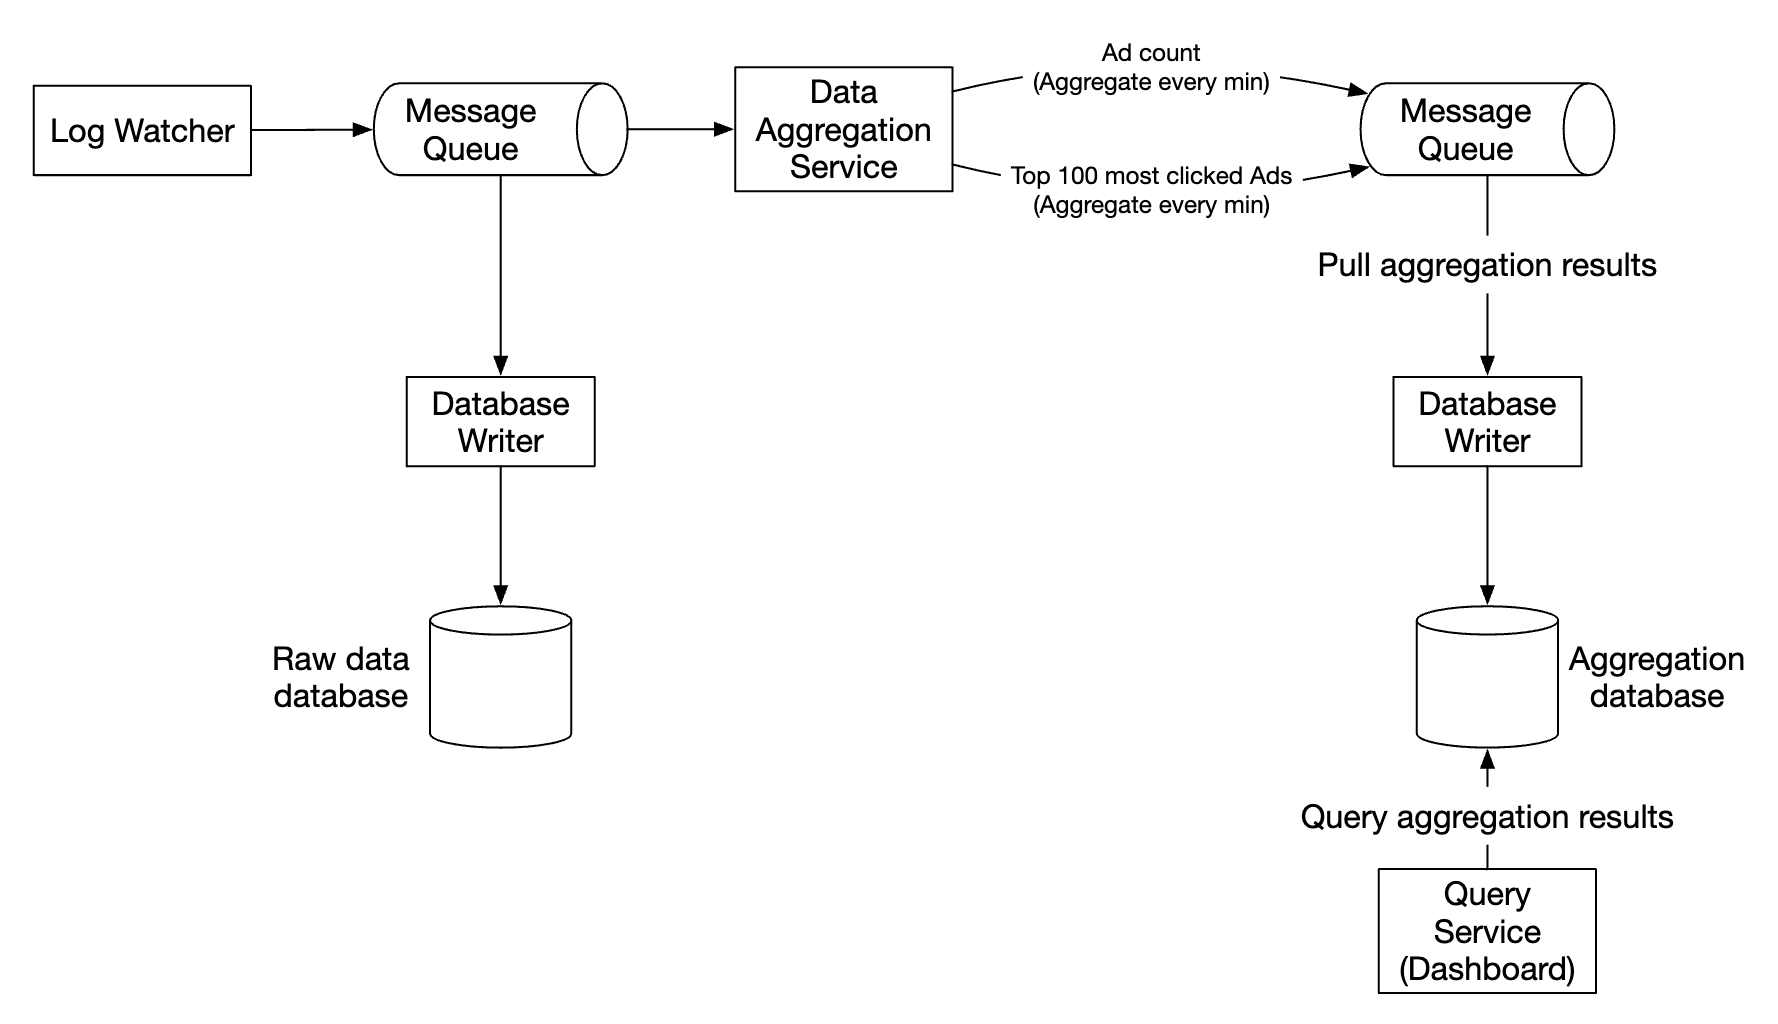 Log Watcher
Message
Queue
Data
Aggregation
Service
Ad count
(Aggregate every min)
Top 100 most clicked Ads
(Aggregate every min)
Message
Queue
Pull aggregation results
Database
Writer
Database
Writer
Raw data
database
Aggregation
database
Query aggregation results
Query
Service
(Dashboard)